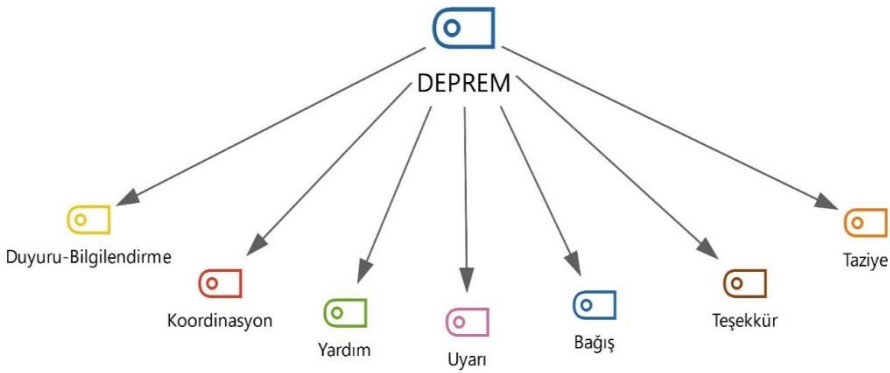 DEPREM
Duyuru-Bilgilendirme
Koordinasyon
Yardım
Uyarı
Bağış
Teşekkür
Taziye